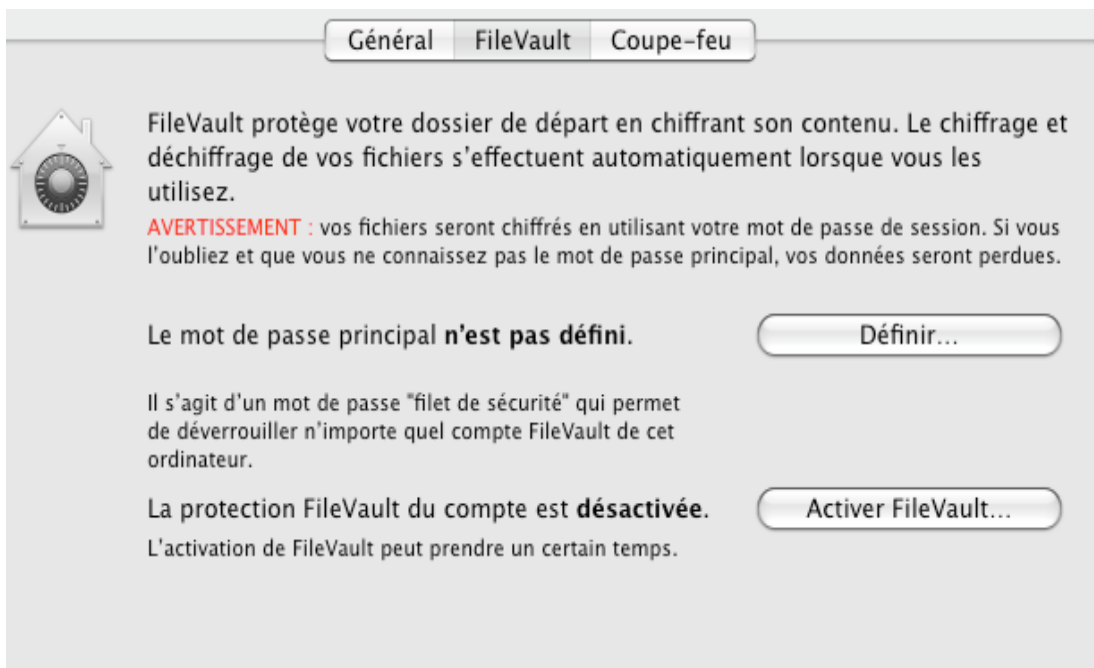 Général FileVault Coupe-feu
FileVault protège votre dossier de départ en chiffrant son contenu. Le chiffrage et
déchiffrage de vos fichiers s'effectuent automatiquement lorsque vous les
utilisez.
AVERTISSEMENT : vos fichiers seront chiffrés en utilisant votre mot de passe de session. Si vous
l'oubliez et que vous ne connaissez pas le mot de passe principal, vos données seront perdues.
Le mot de passe principal n'est pas défini. Définir...
Il s'agit d'un mot de passe "filet de sécurité" qui permet
de déverrouiller n'importe quel compte FileVault de cet
ordinateur.
La protection FileVault du compte est désactivée. Activer FileVault...
L'activation de FileVault peut prendre un certain temps.